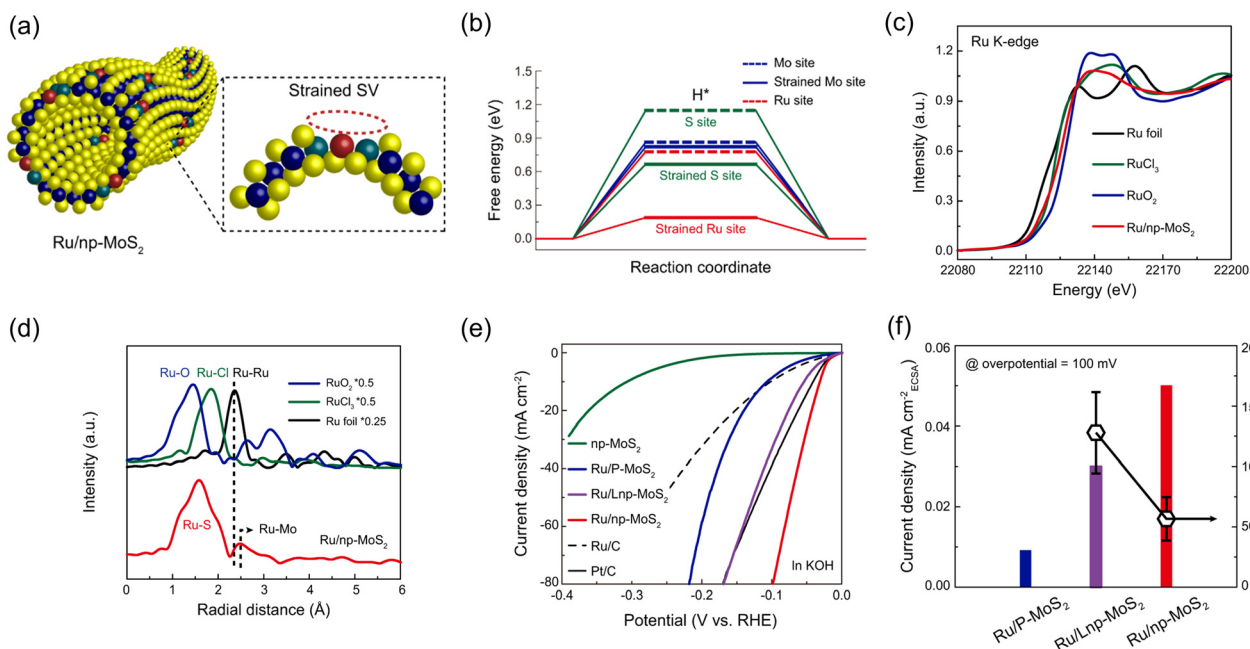 (a)
Strained SV
Ru/np-MoS₂
(b)
Free energy (eV)
1.5
1.2
0.9
0.6
0.3
0.0
Mo site
Strained Mo site
Ru site
H*
S site
Strained S site
Strained Ru site
Reaction coordinate
(c)
Ru K-edge
Intensity (a.u.)
1.2
0.9
0.6
0.3
0.0
Ru foil
RuCl₃
RuO₂
Ru/np-MoS₂
22080 22110 22140 22170 22200
Energy (eV)
(d)
Intensity (a.u.)
Ru-O Ru-Cl Ru-Ru
RuO₂ *0.5
RuCl₃ *0.5
Ru foil *0.25
Ru-S
Ru-Mo
Ru/np-MoS₂
0 1 2 3 4 5 6
Radial distance (Å)
(e)
Current density (mA cm⁻²)
0
-20
-40
-60
-80
np-MoS₂
Ru/P-MoS₂
Ru/Lnp-MoS₂
Ru/np-MoS₂
Ru/C
Pt/C
In KOH
-0.4 -0.3 -0.2 -0.1 0.0
Potential (V vs. RHE)
(f)
Current density (mA cm⁻² ECSA)
0.06
0.04
0.02
0.00
@ overpotential = 100 mV
Ru/P-MoS₂
Ru/Lnp-MoS₂
Ru/np-MoS₂